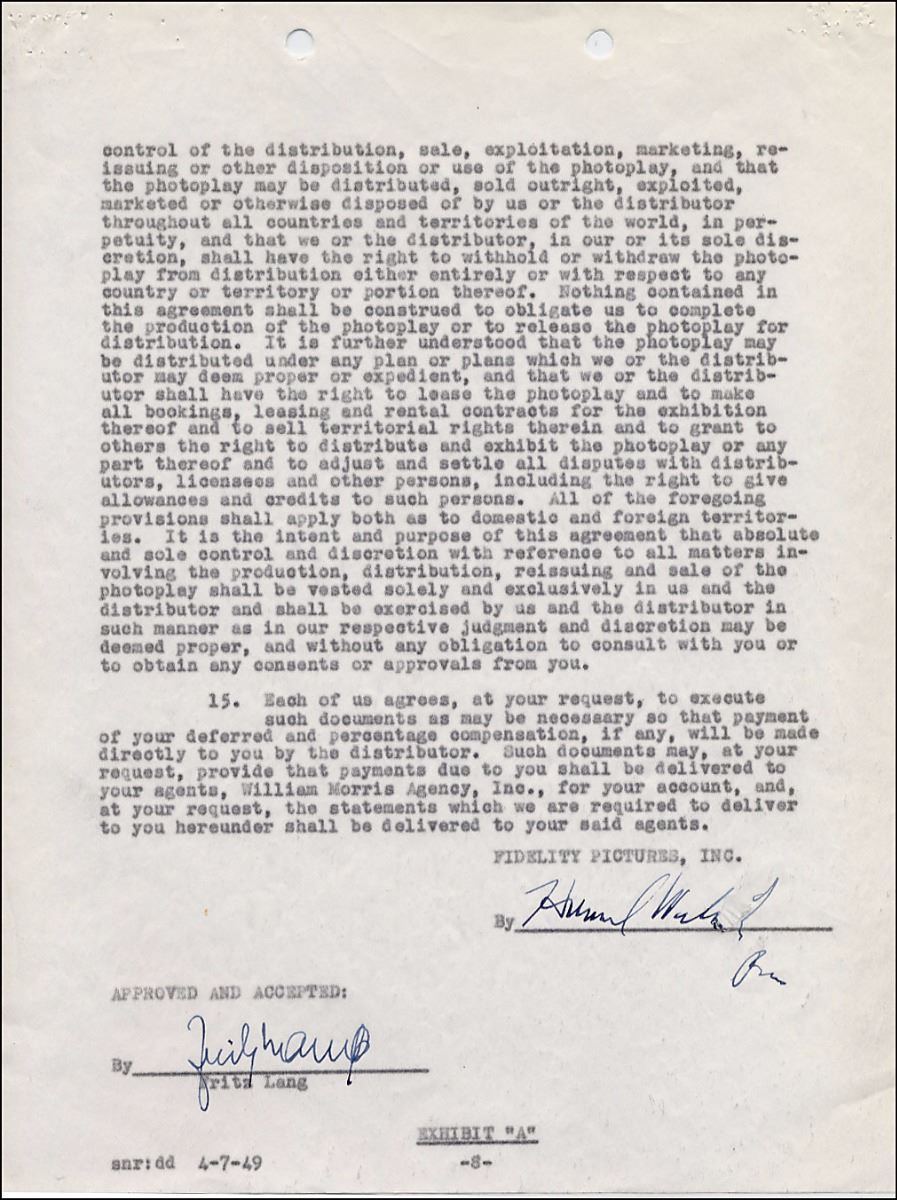 control of the distribution, sale, exploitation, marketing, re-
issuing or other disposition or use of the photoplay, and that
the photoplay may be distributed, sold outright, exploited,
marketed or otherwise disposed of by us or the distributor
throughout all countries and territories of the world, in per-
petuity, and that we or the distributor, in our or its sole dis-
cretion, shall have the right to withhold or withdraw the photo-
play from distribution either entirely or with respect to any
country or territory or portion thereof. Nothing contained in
this agreement shall be construed to obligate us to complete
the production of the photoplay or to release the photoplay for
distribution. It is further understood that the photoplay may
be distributed under any plan or plans which we or the distrib-
utor may deem proper or expedient, and that we or the distrib-
utor shall have the right to lease the photoplay and to make
all bookings, leasing and rental contracts for the exhibition
thereof and to sell territorial rights therein and to grant to
others the right to distribute and exhibit the photoplay or any
part thereof and to adjust and settle all disputes with distrib-
utors, licensees and other persons, including the right to give
allowances and credits to such persons. All of the foregoing
provisions shall apply both as to domestic and foreign territor-
ies. It is the intent and purpose of this agreement that absolute
and sole control and discretion with reference to all matters in-
volving the production, distribution, reissuing and sale of the
photoplay shall be vested solely and exclusively in us and the
distributor and shall be exercised by us and the distributor in
such manner as in our respective judgment and discretion may be
deemed proper, and without any obligation to consult with you or
to obtain any consents or approvals from you.
15. Each of us agrees, at your request, to execute
such documents as may be necessary so that payment
of your deferred and percentage compensation, if any, will be made
directly to you by the distributor. Such documents may, at your
request, provide that payments due to you shall be delivered to
your agents, William Morris Agency, Inc., for your account, and,
at your request, the statements which we are required to deliver
to you hereunder shall be delivered to your said agents.
FIDELITY PICTURES, INC.
By
APPROVED AND ACCEPTED:
By
Fritz Lang
EXHIBIT "A"
snr:dd 4-7-49 -8-